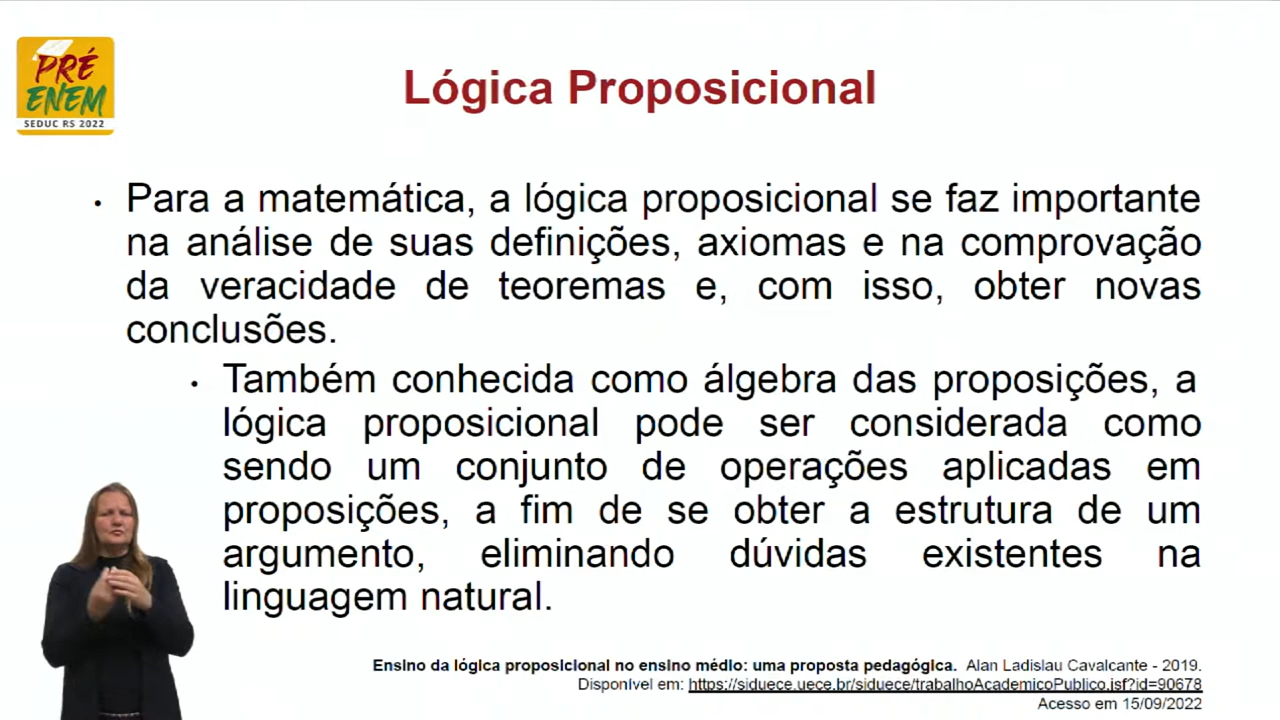 PRÉ
ENEM
SEDUC RS 2022
Lógica Proposicional
• Para a matemática, a lógica proposicional se faz importante
na análise de suas definições, axiomas e na comprovação
da veracidade de teoremas e, com isso, obter novas
conclusões.
• Também conhecida como álgebra das proposições, a
lógica proposicional pode ser considerada como
sendo um conjunto de operações aplicadas em
proposições, a fim de se obter a estrutura de um
argumento, eliminando dúvidas existentes na
linguagem natural.
Ensino da lógica proposicional no ensino médio: uma proposta pedagógica. Alan Ladislau Cavalcante - 2019.
Disponível em: https://siduece.uece.br/siduece/trabalhoAcademicoPublico.jsf?id=90678
Acesso em 15/09/2022